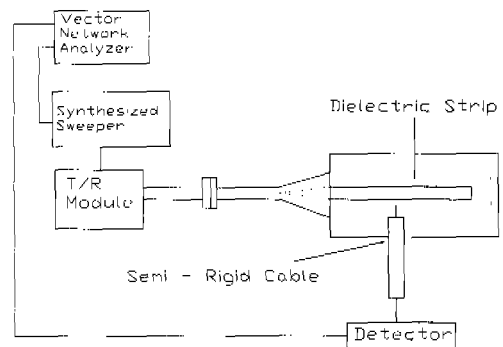 Vector
Network
Analyzer
Synthesized
Sweeper
Dielectric Strip
T/R
Module
Semi - Rigid Cable
Detector